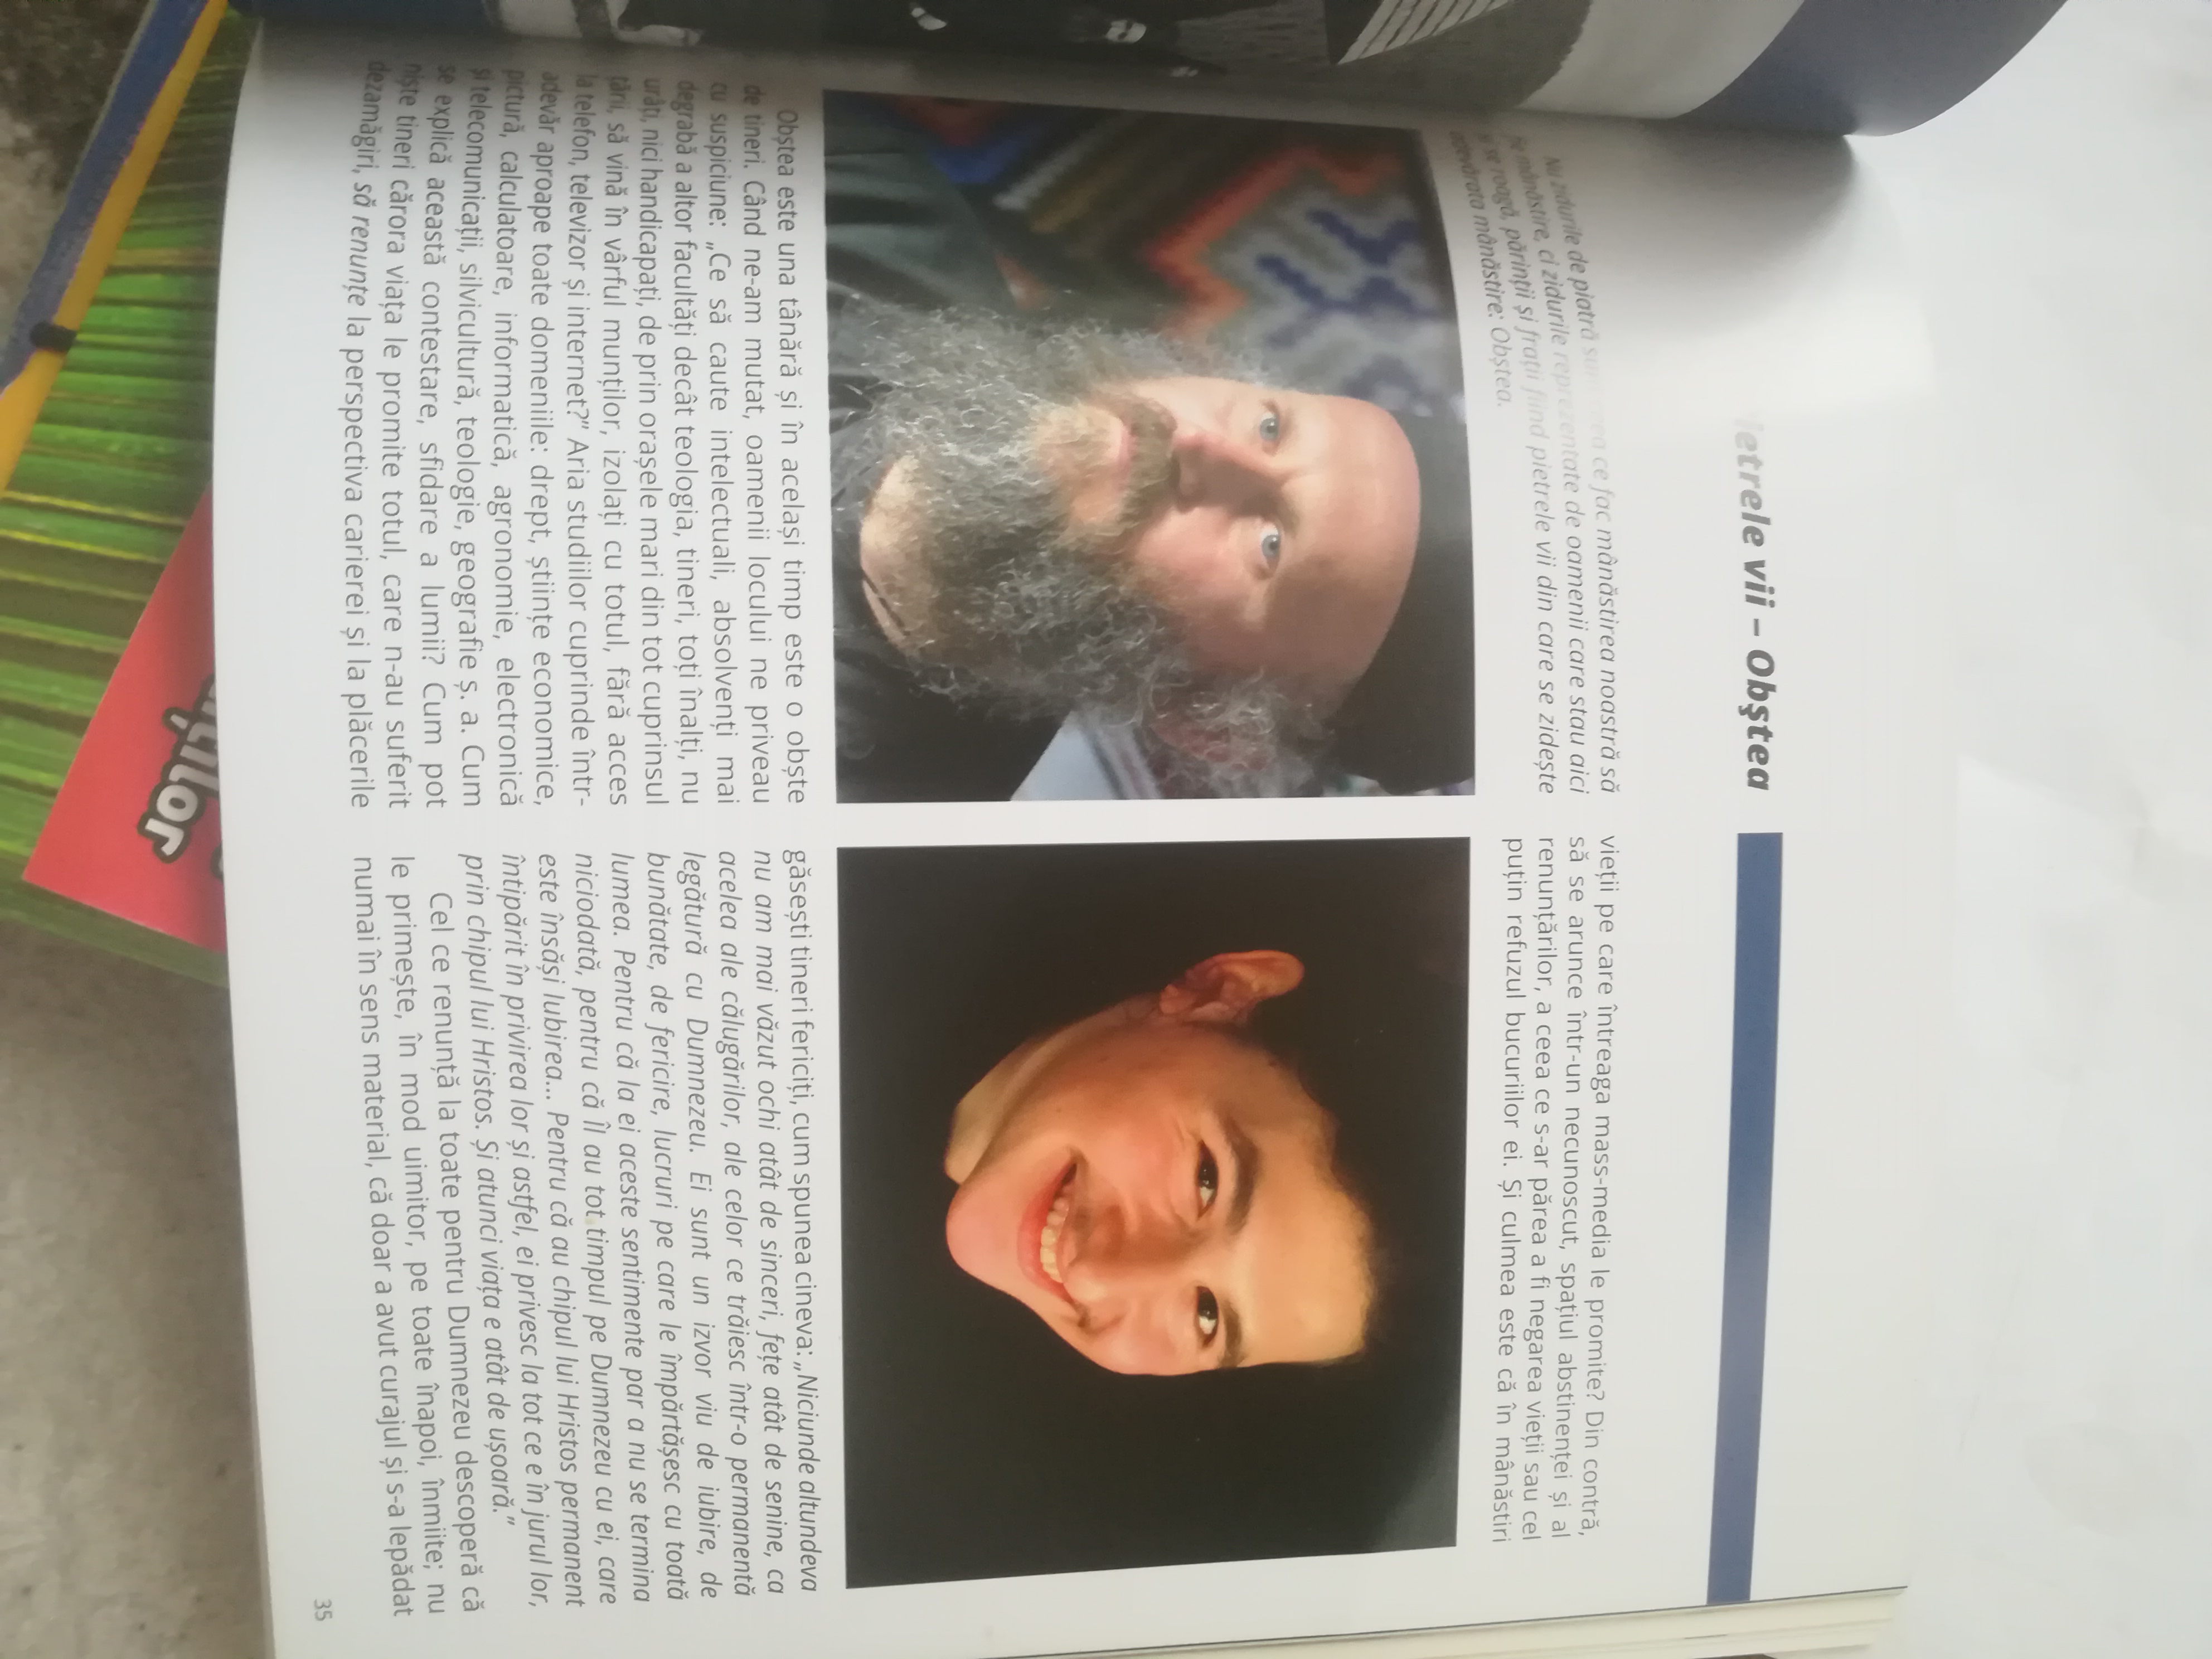 ietrele vii – Obştea
Nu zidurile de piatră sunt ce fac mânăstirea noastră să
fie mânăstire, ci zidurile reprezentate de oamenii care stau aici
și se roagă, părinții și frații fiind pietrele vii din care se zidește
adevărata mânăstire: Obștea.
Obștea este una tânără și în același timp este o obște
de tineri. Când ne-am mutat, oamenii locului ne priveau
cu suspiciune: „Ce să caute intelectuali, absolvenți mai
degrabă a altor facultăți decât teologia, tineri, toți înalți, nu
urâți, nici handicapați, de prin orașele mari din tot cuprinsul
țării, să vină în vârful munților, izolați cu totul, fără acces
la telefon, televizor și internet?” Aria studiilor cuprinde într-
adevăr aproape toate domeniile: drept, științe economice,
pictură, calculatoare, informatică, agronomie, electronică
și telecomunicații, silvicultură, teologie, geografie ș. a. Cum
se explică această contestare, sfidare a lumii? Cum pot
niște tineri cărora viața le promite totul, care n-au suferit
dezamăgiri, să renunțe la perspectiva carierei și la plăcerile
vieții pe care întreaga mass-media le promite? Din contră,
să se arunce într-un necunoscut, spațiul abstinenței și al
renunțărilor, a ceea ce s-ar părea a fi negarea vieții sau cel
puțin refuzul bucuriilor ei. Și culmea este că în mânăstiri
găsești tineri fericiți, cum spunea cineva: „Niciunde altundeva
nu am mai văzut ochi atât de sinceri, fețe atât de senine, ca
acelea ale călugărilor, ale celor ce trăiesc într-o permanentă
legătură cu Dumnezeu. Ei sunt un izvor viu de iubire, de
bunătate, de fericire, lucruri pe care le împărtășesc cu toată
lumea. Pentru că la ei aceste sentimente par a nu se termina
niciodată, pentru că Îl au tot timpul pe Dumnezeu cu ei, care
este însăși Iubirea... Pentru că au chipul lui Hristos permanent
întipărit în privirea lor și astfel, ei privesc la tot ce e în jurul lor,
prin chipul lui Hristos. Și atunci viața e atât de ușoară.”
Cel ce renunță la toate pentru Dumnezeu descoperă că
le primește, în mod uimitor, pe toate înapoi, înmiite; nu
numai în sens material, că doar a avut curajul și s-a lepădat
35
ților